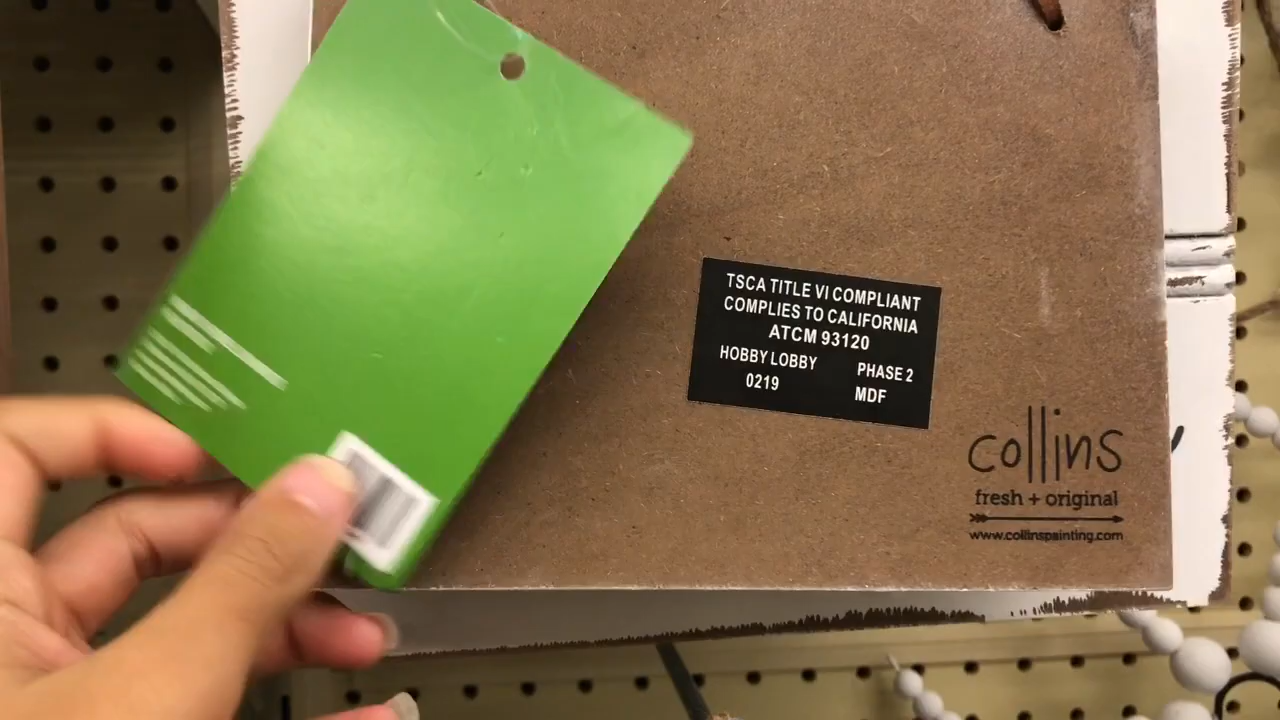 TSCA TITLE VI COMPLIANT
COMPLIES TO CALIFORNIA
ATCM 93120
HOBBY LOBBY PHASE 2
0219 MDF
collins
fresh + original
www.collinspainting.com